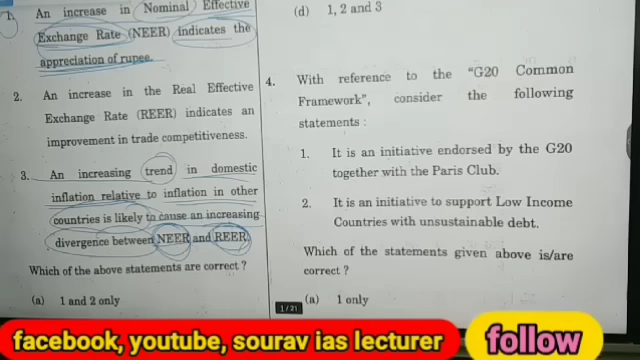 1. An increase in Nominal Effective
Exchange Rate (NEER) indicates the
appreciation of rupee.
2. An increase in the Real Effective
Exchange Rate (REER) indicates an
improvement in trade competitiveness.
3. An increasing trend in domestic
inflation relative to inflation in other
countries is likely to cause an increasing
divergence between NEER and REER.
Which of the above statements are correct ?
(a) 1 and 2 only
(d) 1, 2 and 3
4. With reference to the "G20 Common
Framework", consider the following
statements :
1. It is an initiative endorsed by the G20
together with the Paris Club.
2. It is an initiative to support Low Income
Countries with unsustainable debt.
Which of the statements given above is/are
correct ?
(a) 1 only
1 / 21
facebook, youtube, sourav ias lecturer
follow